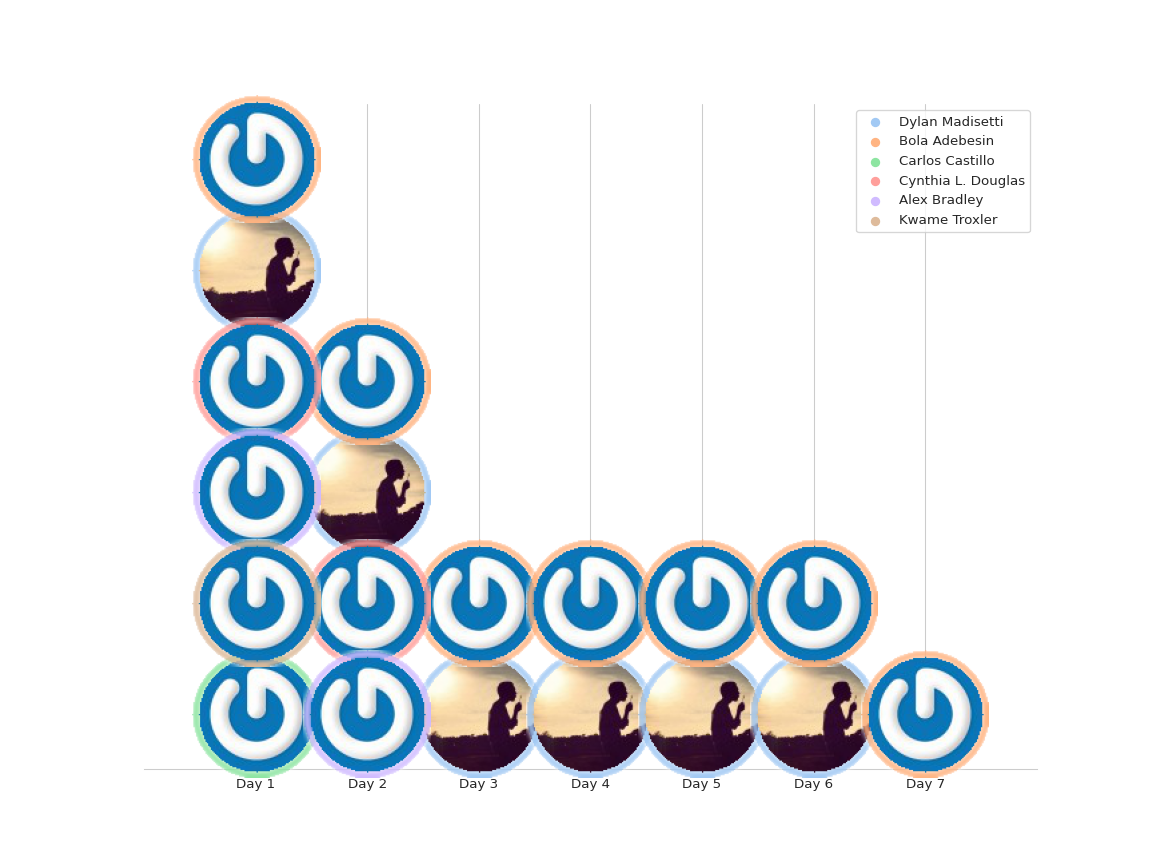 Dylan Madisetti
Bola Adebesin
Carlos Castillo
Cynthia L. Douglas
Alex Bradley
Kwame Troxler
Day 1 Day 2 Day 3 Day 4 Day 5 Day 6 Day 7